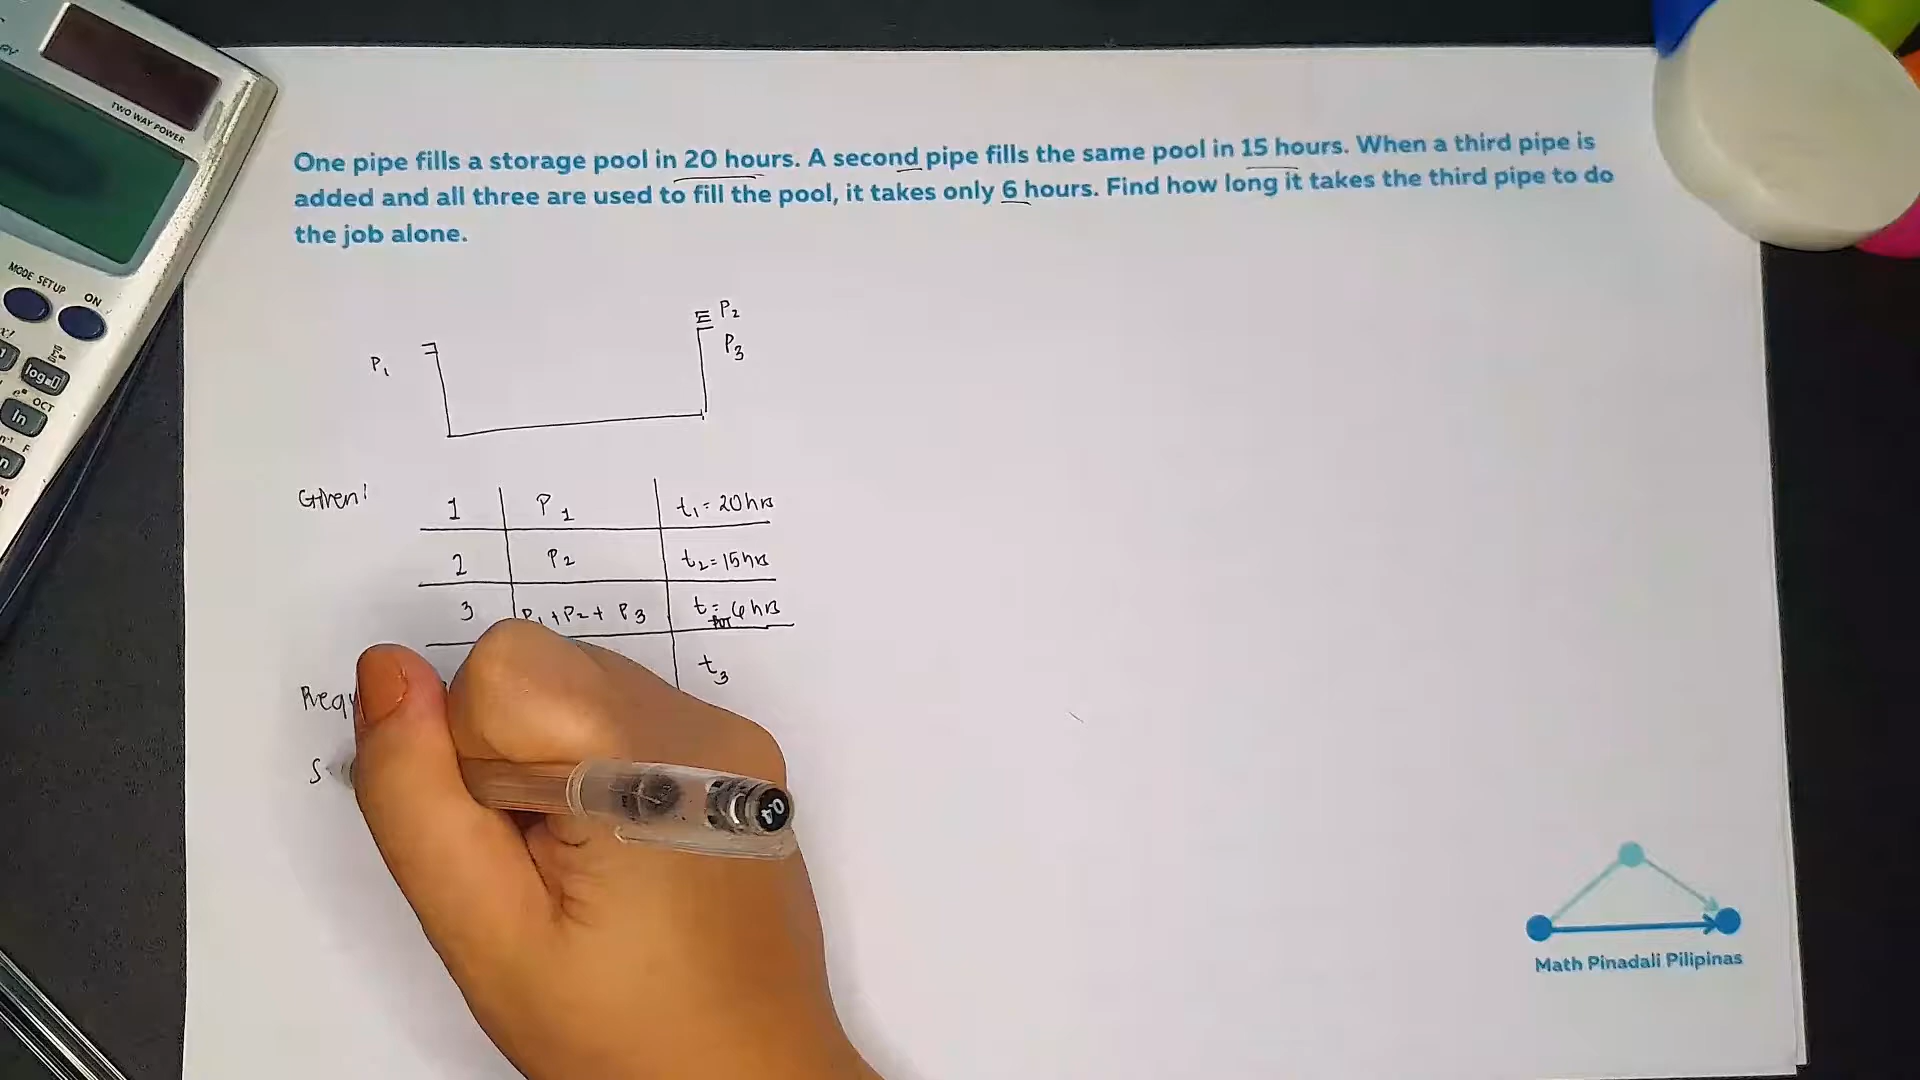 TWO WAY POWER
MODE SETUP ON
log
OCT
ln
One pipe fills a storage pool in 20 hours. A second pipe fills the same pool in 15 hours. When a third pipe is
added and all three are used to fill the pool, it takes only 6 hours. Find how long it takes the third pipe to do
the job alone.
P₂
P₁ P₃
Given:
1 P₁ t₁ = 20 hrs
2 P₂ t₂ = 15 hrs
3 P₁ + P₂ + P₃ t = 6 hrs
t₃
0.4
Math Pinadali Pilipinas